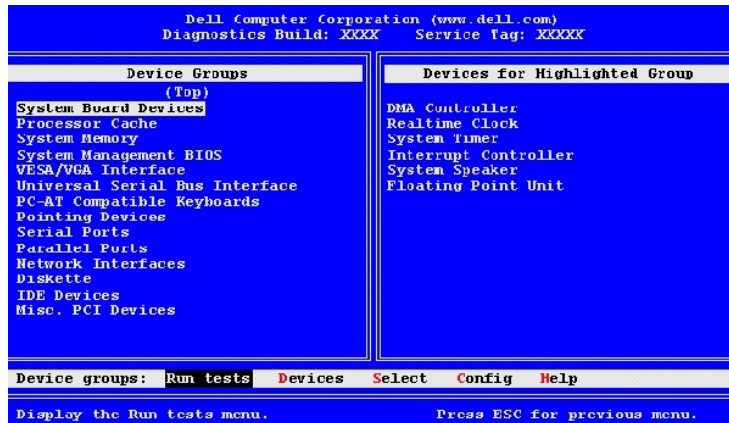 Dell Computer Corporation (www.dell.com)
Diagnostics Build: XXXX Service Tag: XXXXX
Device Groups
(Top)
System Board Devices
Processor Cache
System Memory
System Management BIOS
VESA/VGA Interface
Universal Serial Bus Interface
PC-AT Compatible Keyboards
Pointing Devices
Serial Ports
Parallel Ports
Network Interfaces
Diskette
IDE Devices
Misc. PCI Devices
Devices for Highlighted Group
DMA Controller
Realtime Clock
System Timer
Interrupt Controller
System Speaker
Floating Point Unit
Device groups: Run tests Devices Select Config Help
Display the Run tests menu. Press ESC for previous menu.